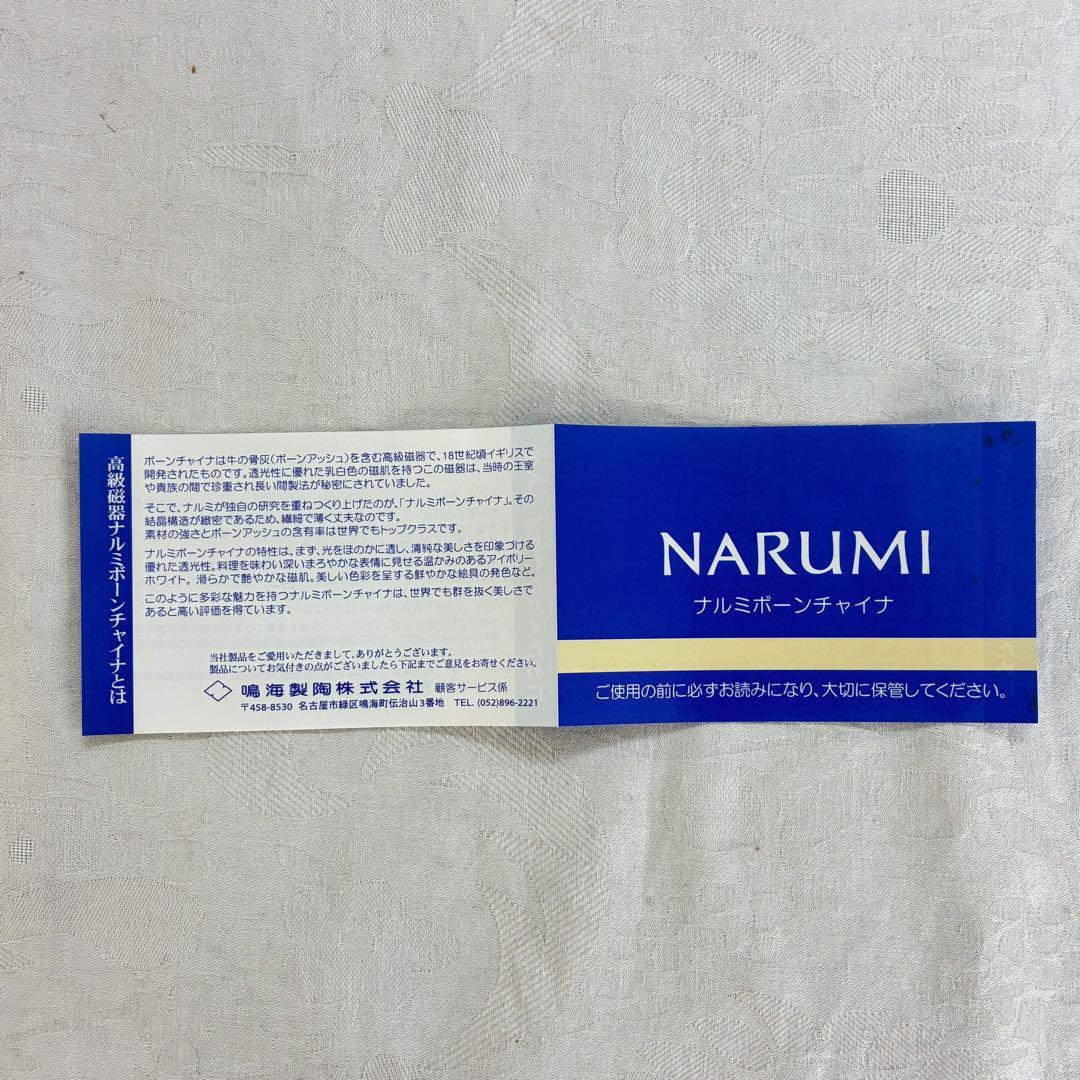 高級磁器ナルミボーンチャイナとは
ボーンチャイナは牛の骨灰(ボーンアッシュ)を含む高級磁器で、18世紀頃イギリスで
開発されたものです。透光性に優れた乳白色の磁肌を持つこの磁器は、当時の王室
や貴族の間で珍重され長い間製法が秘密にされていました。
そこで、ナルミが独自の研究を重ねつくり上げたのが、「ナルミボーンチャイナ」。その
結晶構造が緻密であるため、繊細で薄く丈夫なのです。
素材の強さとボーンアッシュの含有率は世界でもトップクラスです。
ナルミボーンチャイナの特性は、まず、光をほのかに透し、清純な美しさを印象づける
優れた透光性。料理を味わい深いまろやかな表情に見せる温かみのあるアイボリー
ホワイト。滑らかで艶やかな磁肌。美しい色彩を呈する鮮やかな絵具の発色など。
このように多彩な魅力を持つナルミボーンチャイナは、世界でも群を抜く美しさで
あると高い評価を得ています。
当社製品をご愛用いただきまして、ありがとうございます。
製品についてお気付きの点がございましたら下記までご意見をお寄せください。
鳴海製陶株式会社 顧客サービス係
〒458-8530 名古屋市緑区鳴海町伝治山3番地 TEL. (052)896-2221
NARUMI
ナルミボーンチャイナ
ご使用の前に必ずお読みになり、大切に保管してください。